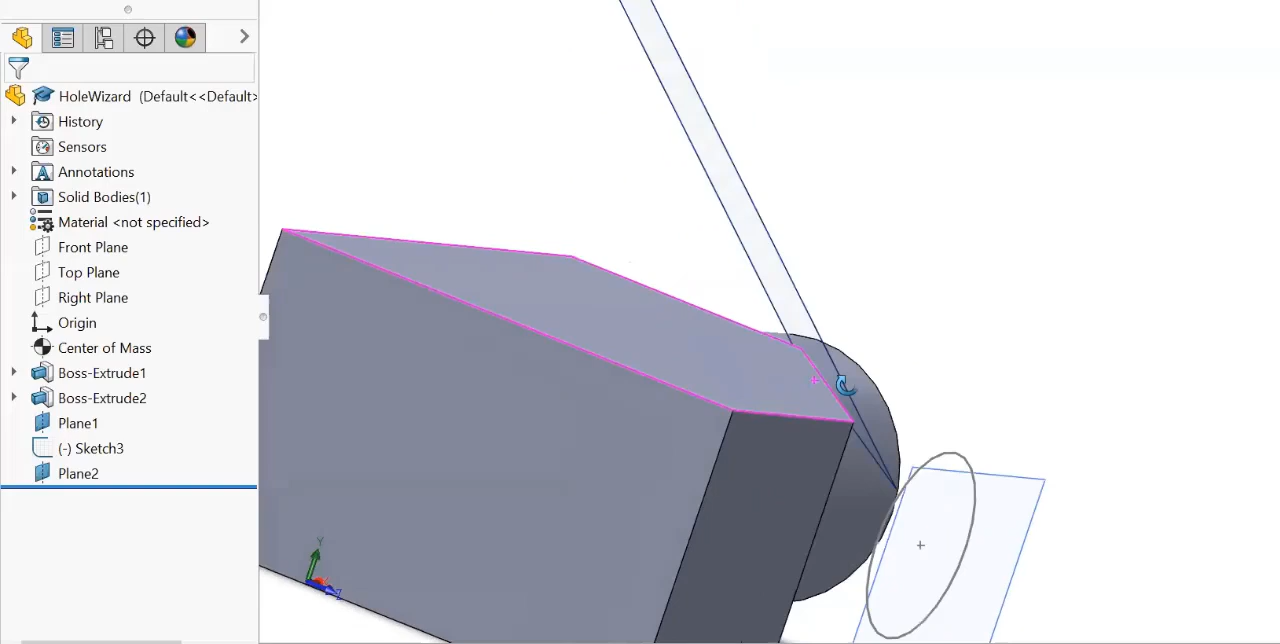 HoleWizard (Default<<Default>
History
Sensors
Annotations
Solid Bodies(1)
Material <not specified>
Front Plane
Top Plane
Right Plane
Origin
Center of Mass
Boss-Extrude1
Boss-Extrude2
Plane1
(-) Sketch3
Plane2
Y
Z